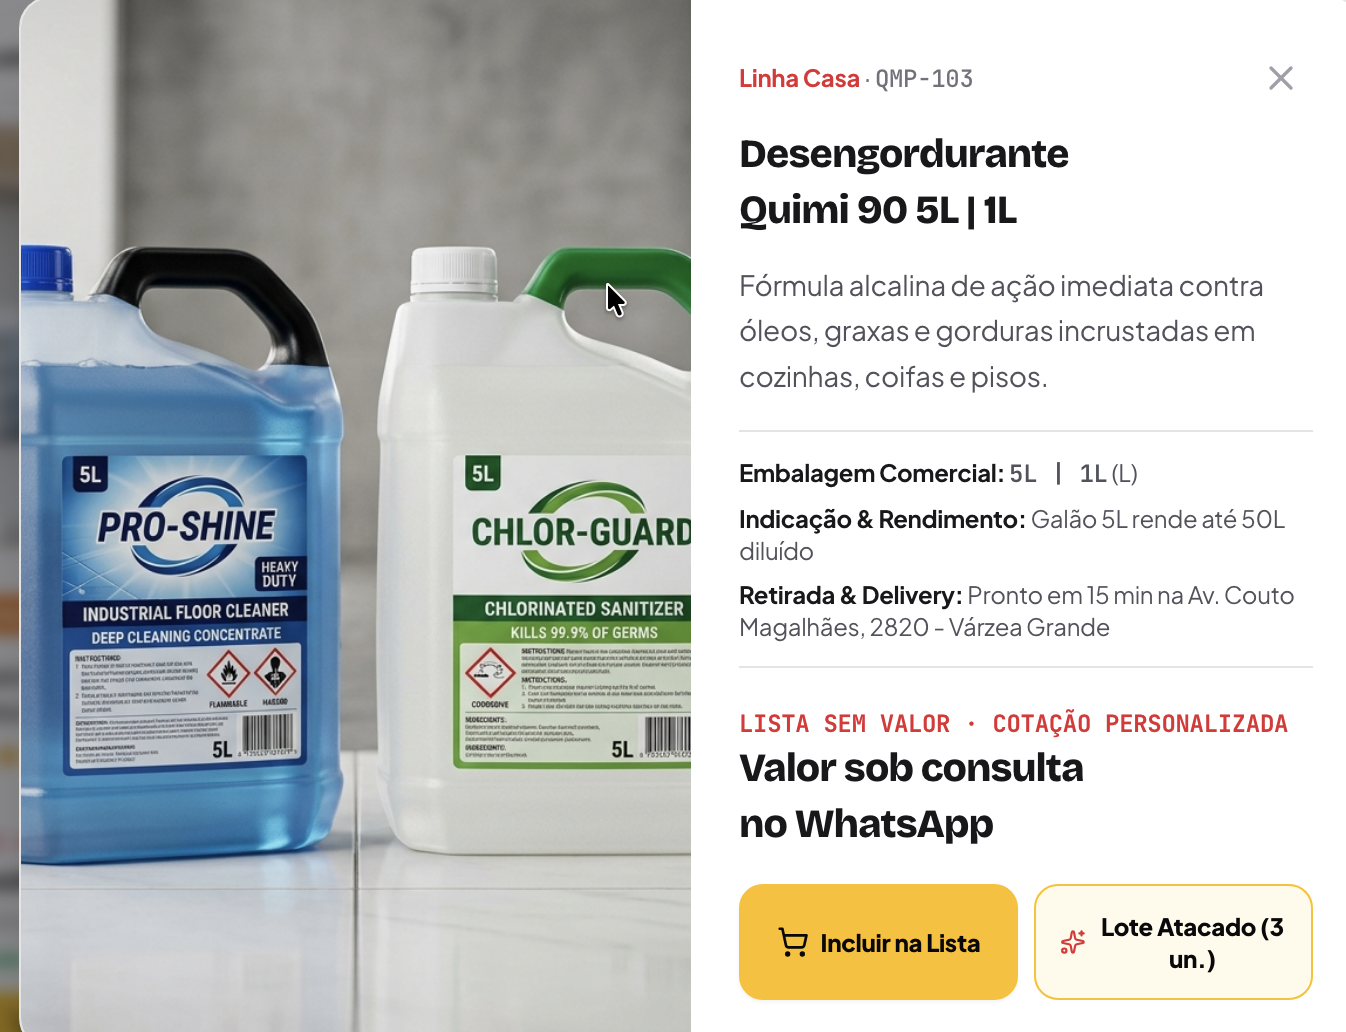 Linha Casa · QMP-103
Desengordurante
Quimi 90 5L | 1L
Fórmula alcalina de ação imediata contra
óleos, graxas e gorduras incrustadas em
cozinhas, coifas e pisos.
Embalagem Comercial: 5L | 1L (L)
Indicação & Rendimento: Galão 5L rende até 50L
diluído
Retirada & Delivery: Pronto em 15 min na Av. Couto
Magalhães, 2820 - Várzea Grande
LISTA SEM VALOR · COTAÇÃO PERSONALIZADA
Valor sob consulta
no WhatsApp
Incluir na Lista
Lote Atacado (3
un.)
5L
PRO-SHINE
HEAKY
DUTY
INDUSTRIAL FLOOR CLEANER
DEEP CLEANING CONCENTRATE
FLAMMABLE
5L
5L
CHLOR-GUARD
CHLORINATED SANITIZER
KILLS 99.9% OF GERMS
5L